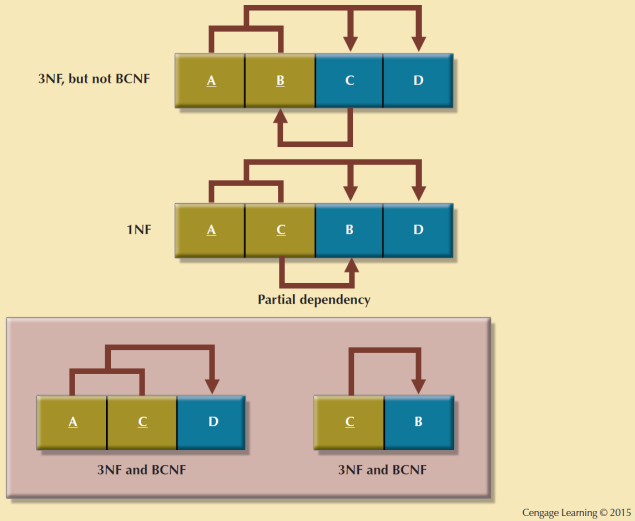 3NF, but not BCNF
A B C D
1NF
A C B D
Partial dependency
A C D
C B
3NF and BCNF
3NF and BCNF
Cengage Learning © 2015